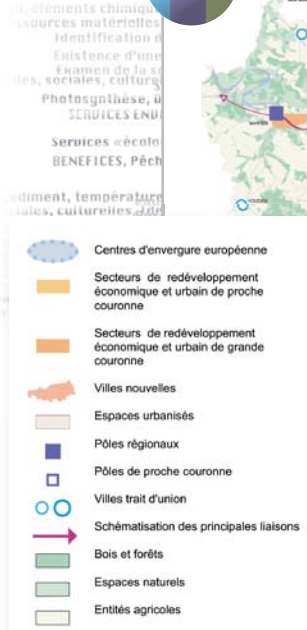 éléments chimiqu
ssources matérielles
Identification d
Existence d'une
Examen de la s
les, sociales, cultur
Photosynthèse,
SERVICES ENV
Services «écolo
BENEFICES, Pêch
ediment, température
iales, culturelles,
Centres d'envergure européenne
Secteurs de redéveloppement
économique et urbain de proche
couronne
Secteurs de redéveloppement
économique et urbain de grande
couronne
Villes nouvelles
Espaces urbanisés
Pôles régionaux
Pôles de proche couronne
Villes trait d'union
Schématisation des principales liaisons
Bois et forêts
Espaces naturels
Entités agricoles